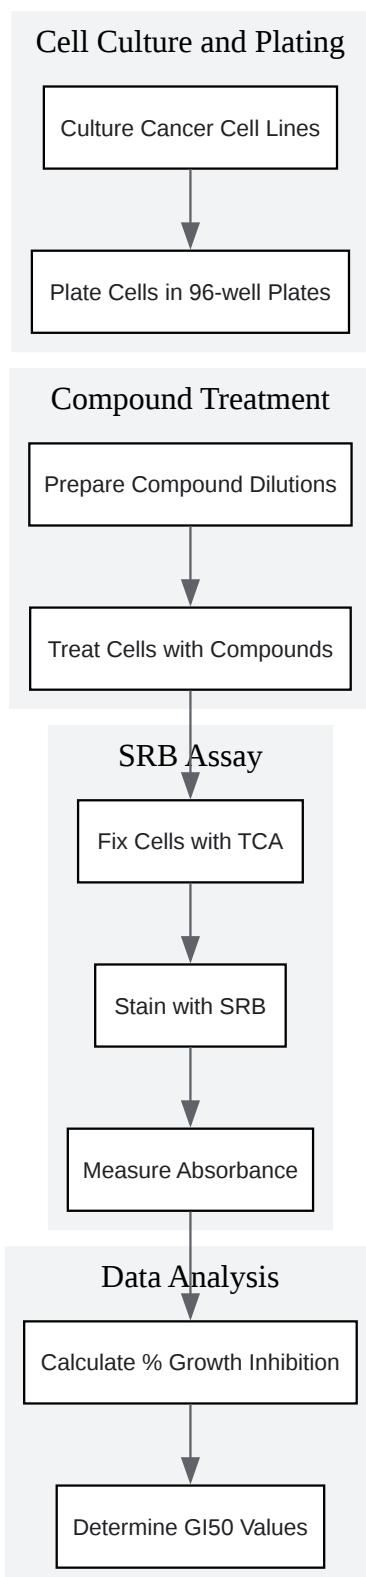 Cell Culture and Plating
Culture Cancer Cell Lines
Plate Cells in 96-well Plates
Compound Treatment
Prepare Compound Dilutions
Treat Cells with Compounds
SRB Assay
Fix Cells with TCA
Stain with SRB
Measure Absorbance
Data Analysis
Calculate % Growth Inhibition
Determine GI50 Values